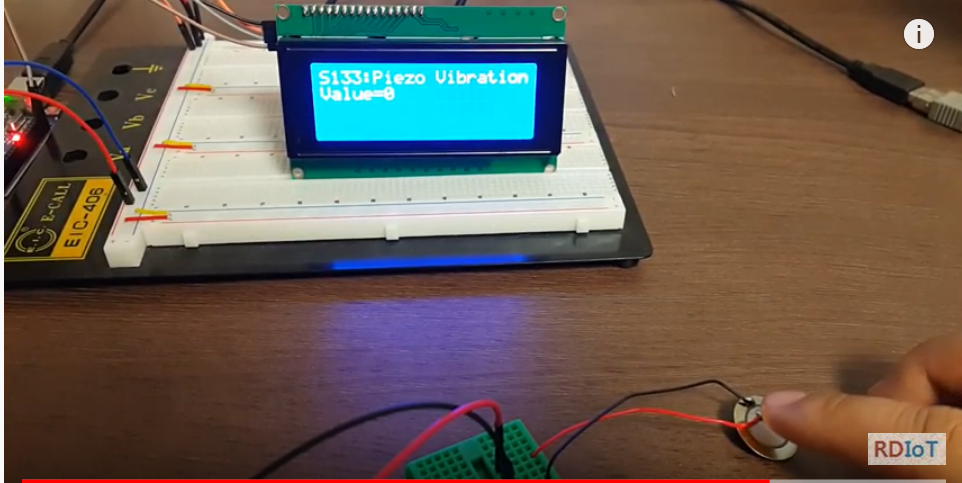 S133:Piezo Vibration
Value=0
Vc
Vb
Va
E.I.C. E-CALL
EIC-406
RDIoT